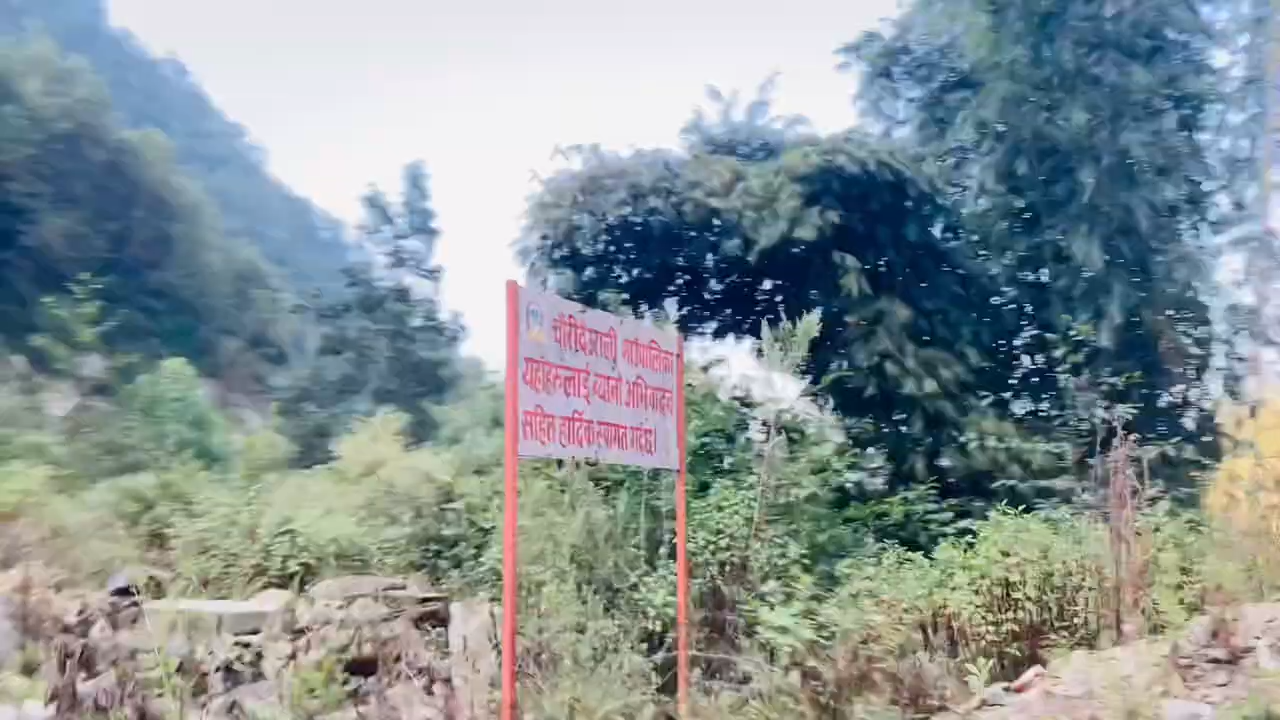 चौंरीदेउराली गाउँपालिका
यहाँहरूलाई न्यानो अभिवादन
सहित हार्दिक स्वागत गर्दछ।